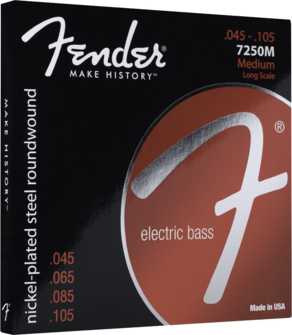 Fender
MAKE HISTORY™
.045 - .105
7250M
Medium
Long Scale
MAKE HISTORY™
F
nickel-plated steel roundwound
electric bass
F
.045
.065
.085
.105
Made in USA